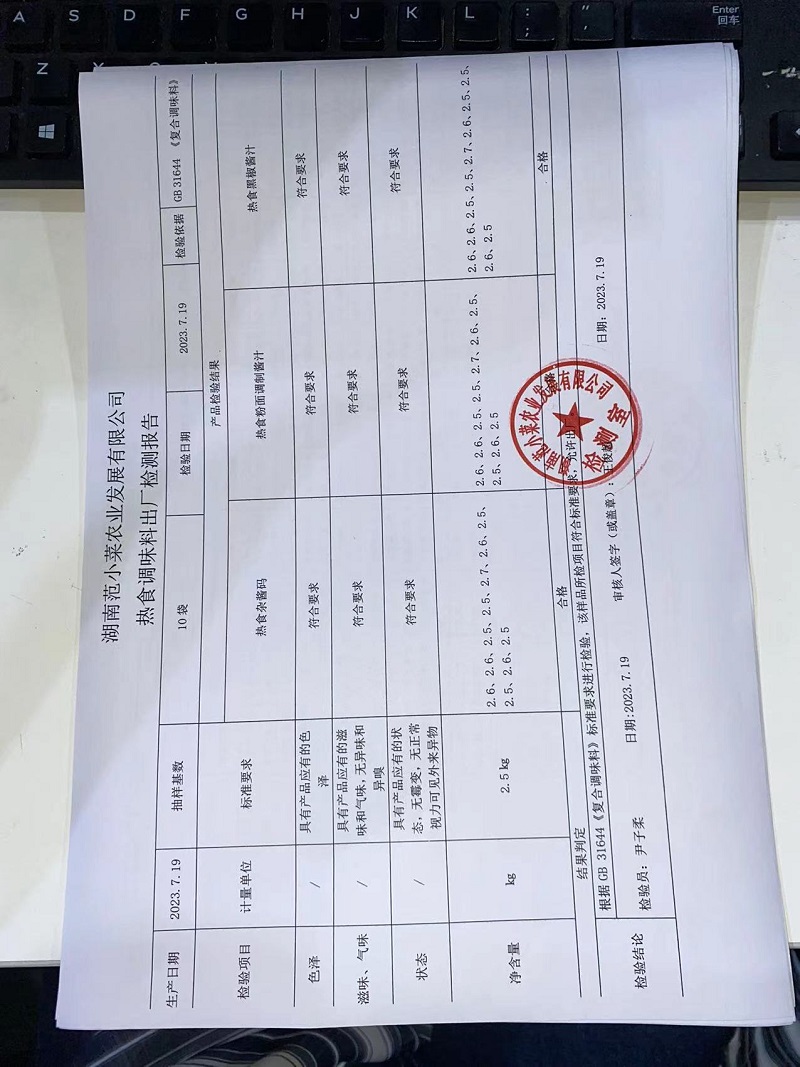 湖南范小菜农业发展有限公司
热食调味料出厂检测报告
生产日期 2023.7.19 抽样基数 10 袋 检验日期 2023.7.19 检验依据 GB 31644 《复合调味料》
检验项目 计量单位 标准要求 产品检验结果
热食杂酱码 热食粉面调制酱汁 热食黑椒酱汁
色泽 / 具有产品应有的色 符合要求 符合要求 符合要求
泽
滋味、气味 / 具有产品应有的滋 符合要求 符合要求 符合要求
味和气味,无异味和
异嗅
状态 / 具有产品应有的状 符合要求 符合要求 符合要求
态,无霉变,无正常
视力可见外来异物
净含量 kg 2.5 kg 2.6、2.6、2.5、2.5、2.7、2.6、2.5、 2.6、2.6、2.5、2.5、2.7、2.6、2.5、 2.6、2.6、2.5、2.5、2.7、2.6、2.5、2.5、
2.5、2.6、2.5 2.5、2.6、2.5 2.6、2.5
结果判定 合格 合格
检验结论 根据 GB 31644《复合调味料》标准要求进行检验,该样品所检项目符合标准要求,允许出
检验员:尹子柔 日期:2023.7.19 审核人签字(或盖章): 日期:2023.7.19
湖南范小菜农业发展有限公司
检测室
A S D F G H J K L : ; " ' Enter
回车
Z